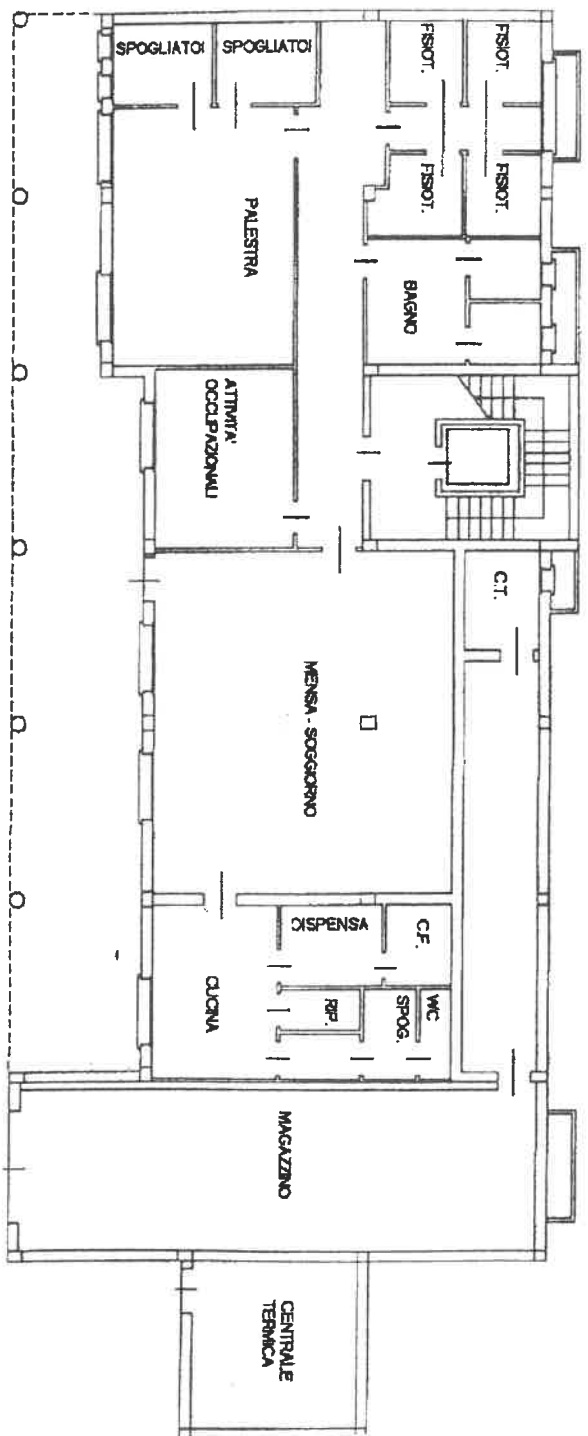 SPOGLIATOI
SPOGLIATOI
FISIOT.
FISIOT.
FISIOT.
FISIOT.
PALESTRA
BAGNO
ATTIVITA'
OCCUPAZIONALI
C.T.
MENSA - SOGGIORNO
DISPENSA
C.F.
CUCINA
RIP.
SPOG.
WC
MAGAZZINO
CENTRALE
TERMICA